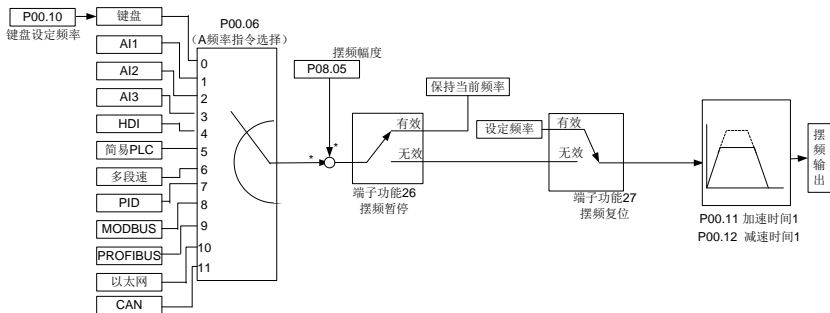 P00.10
键盘设定频率
键盘
AI1
AI2
AI3
HDI
简易PLC
多段速
PID
MODBUS
PROFIBUS
以太网
CAN
P00.06
（A频率指令选择）
0
1
2
3
4
5
6
7
8
9
10
11
摆频幅度
P08.05
*
*
保持当前频率
有效
无效
端子功能26
摆频暂停
设定频率
有效
无效
端子功能27
摆频复位
P00.11 加速时间1
P00.12 减速时间1
摆频输出